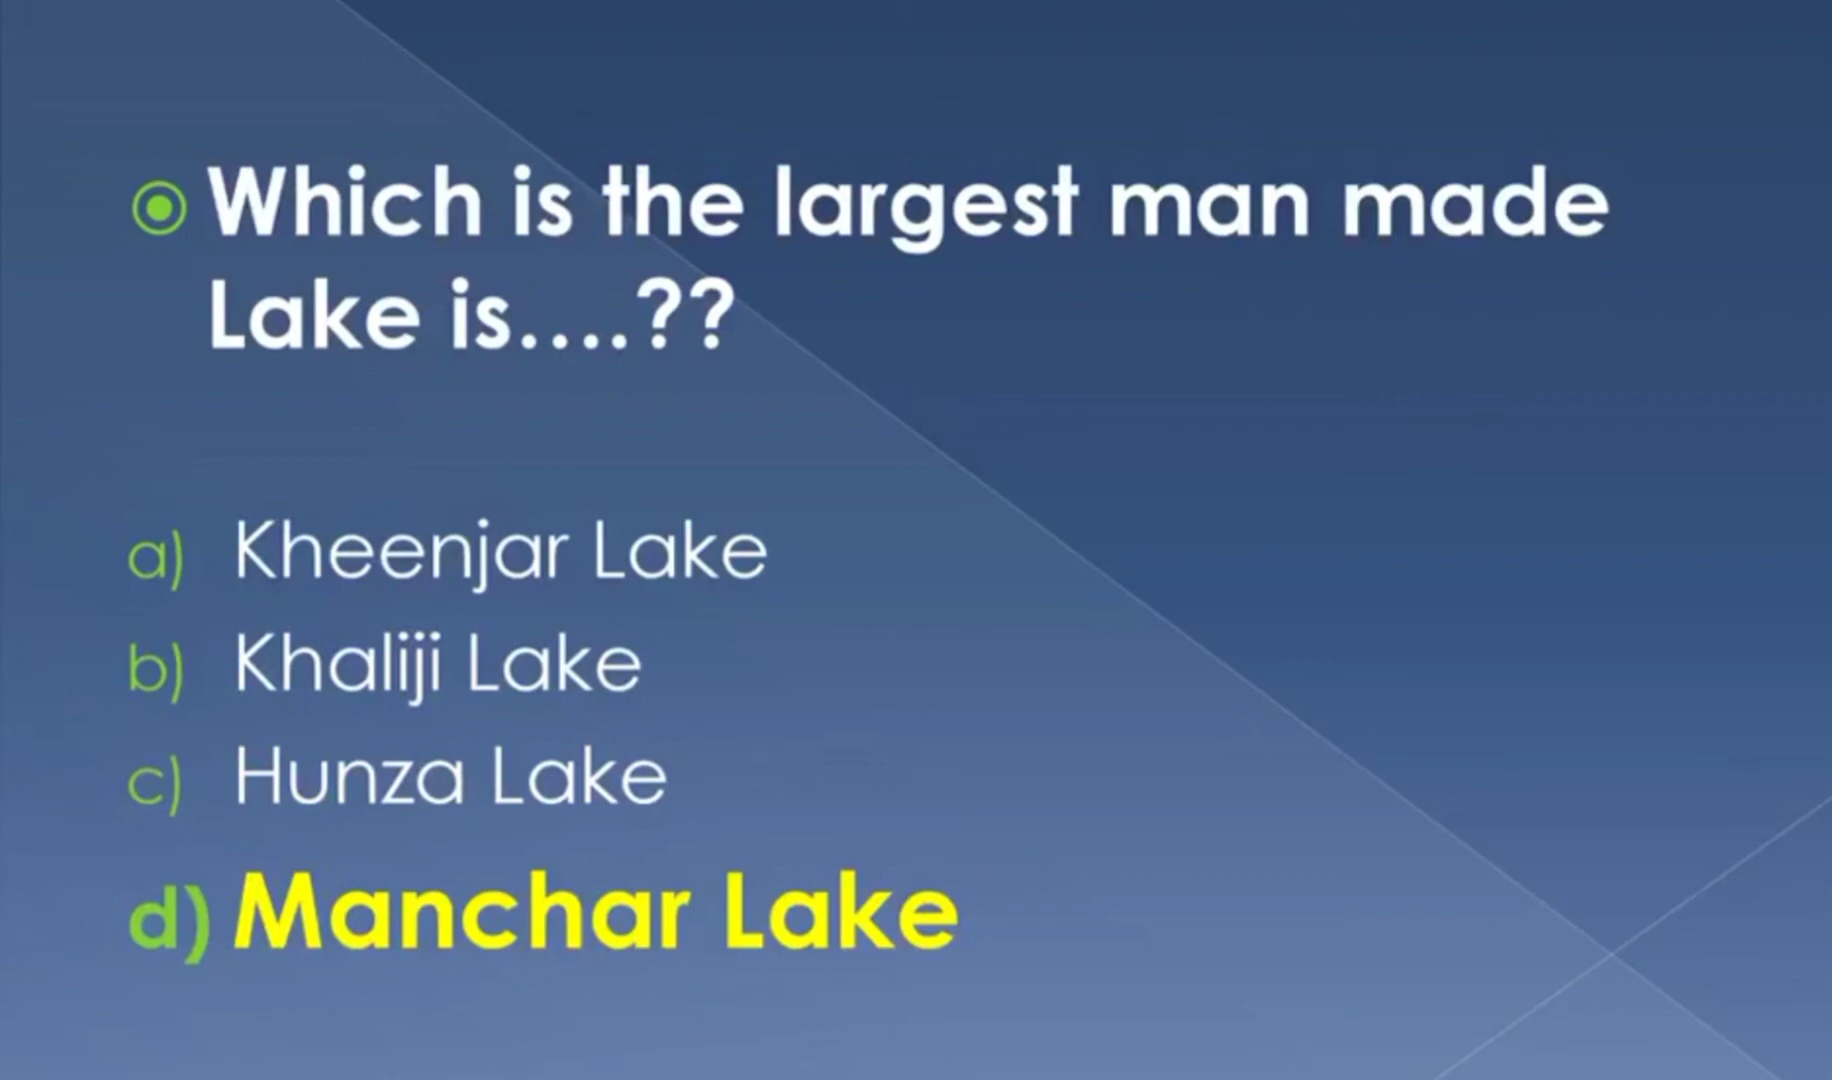 Which is the largest man made
Lake is....??
a) Kheenjar Lake
b) Khaliji Lake
c) Hunza Lake
d) Manchar Lake